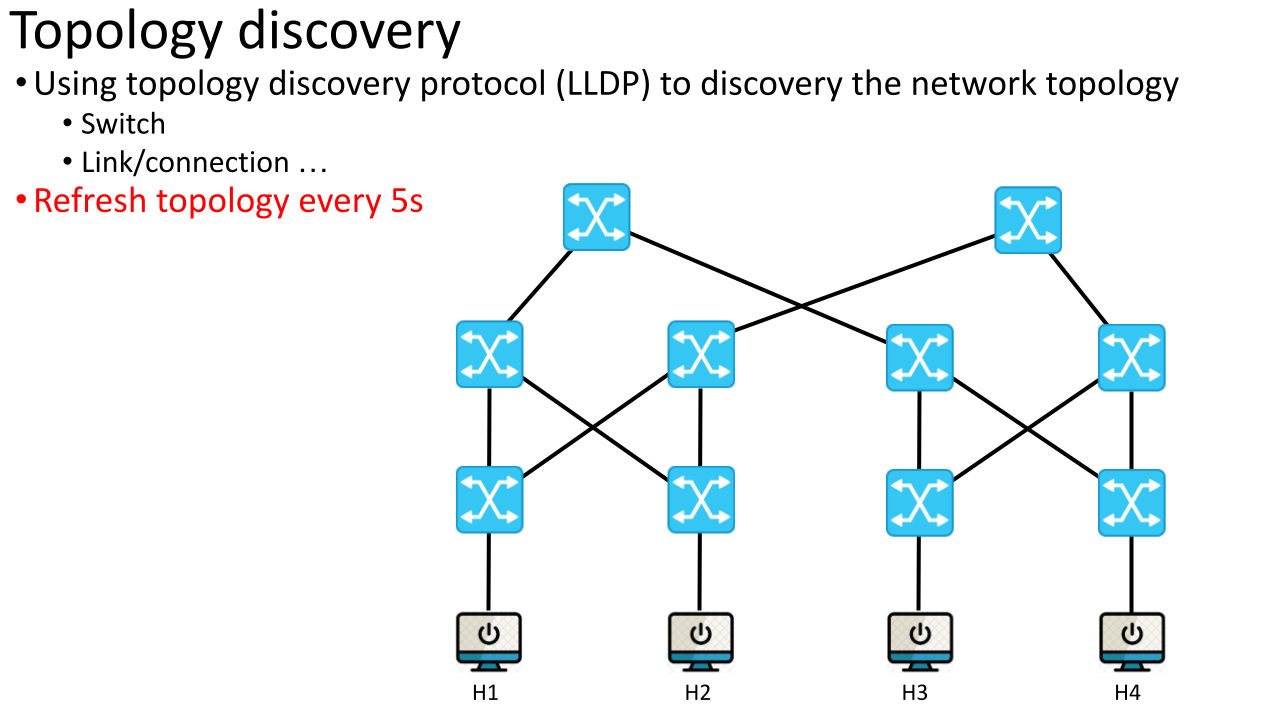 Topology discovery
• Using topology discovery protocol (LLDP) to discovery the network topology
• Switch
• Link/connection …
• Refresh topology every 5s
H1 H2 H3 H4